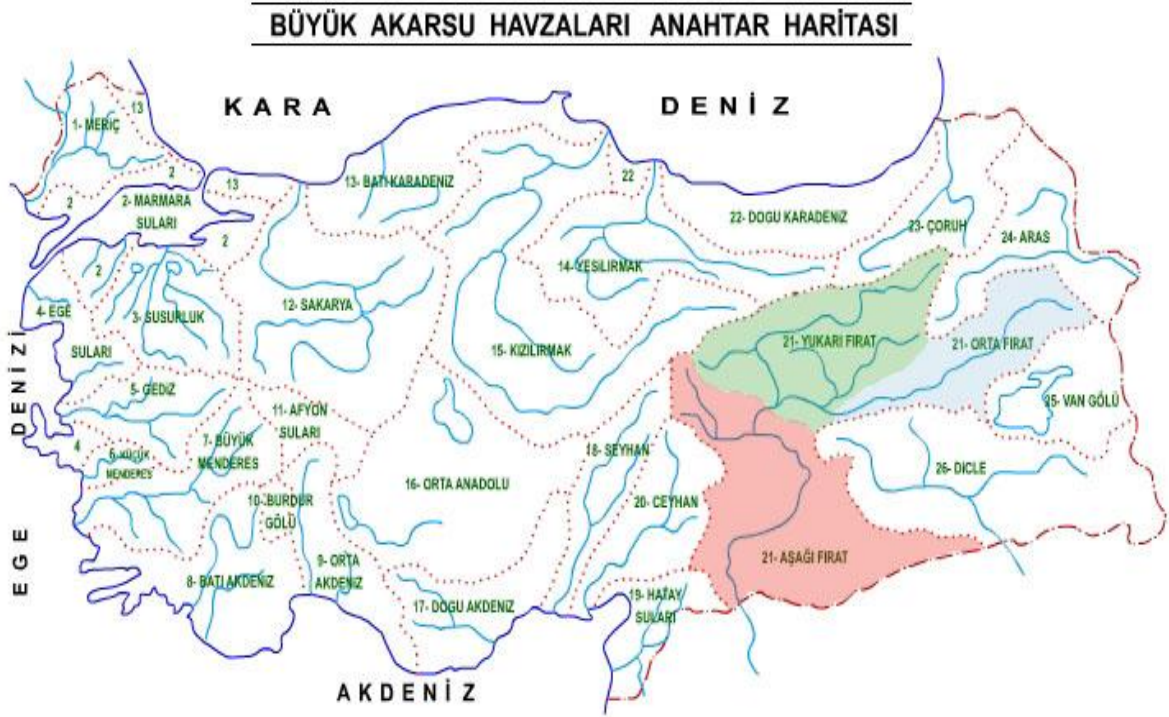 BÜYÜK AKARSU HAVZALARI ANAHTAR HARİTASI
KARA
DENİZ
13
1- MERİÇ
2
2
13
2- MARMARA
SULARI
2
13- BATI KARADENİZ
22
22- DOGU KARADENİZ
23- ÇORUH
24- ARAS
2
14- YESILIRMAK
4- EGE
3- SUSURLUK
12- SAKARYA
SULARI
15- KIZILIRMAK
21- YUKARI FIRAT
21- ORTA FIRAT
5- GEDİZ
25- VAN GÖLÜ
11- AFYON
SULARI
4
7- BÜYÜK
MENDERES
6- KÜÇÜK
MENDERES
18- SEYHAN
26- DİCLE
16- ORTA ANADOLU
10- BURDUR
GÖLÜ
20- CEYHAN
9- ORTA
AKDENİZ
21- AŞAĞI FIRAT
8- BATI AKDENİZ
17- DOGU AKDENİZ
19- HATAY
SULARI
EGE
DENİZİ
AKDENİZ